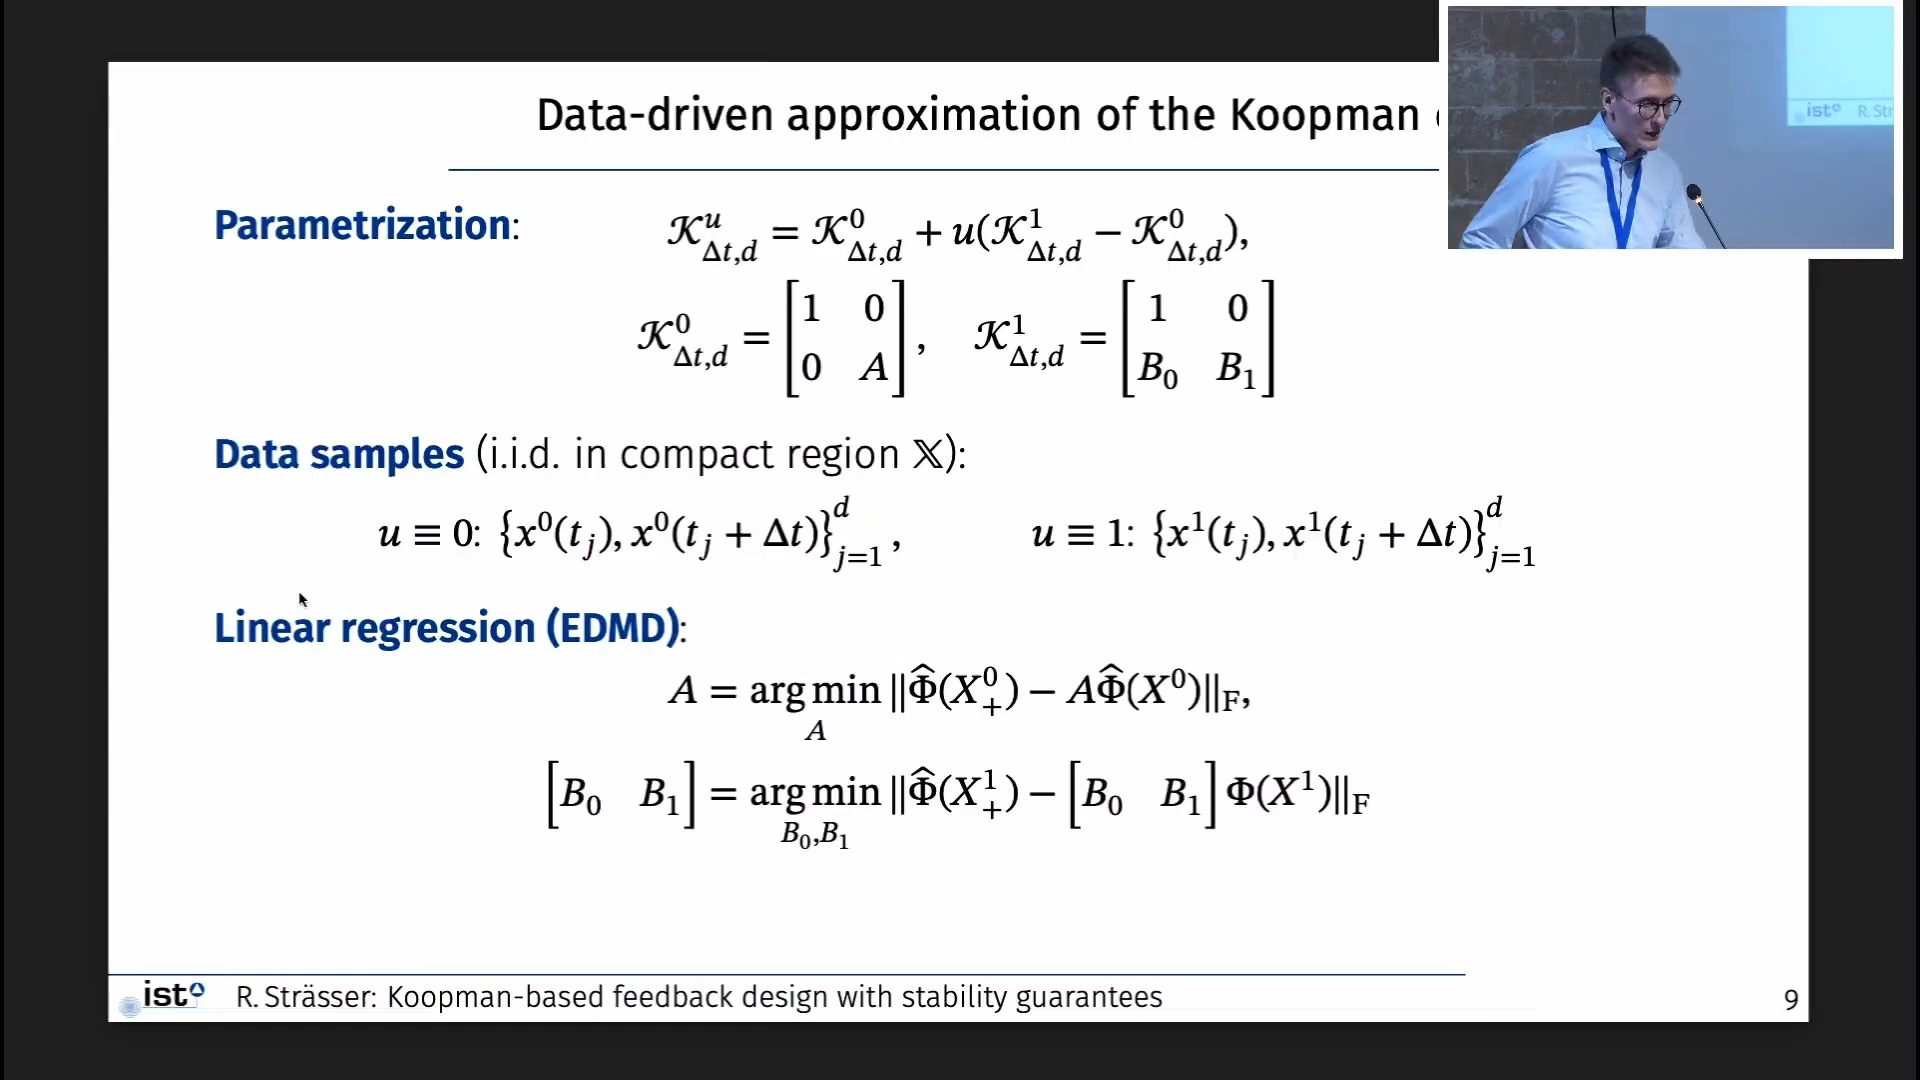 Data-driven approximation of the Koopman
Parametrization: 𝒦^u_{Δt,d} = 𝒦^0_{Δt,d} + u(𝒦^1_{Δt,d} − 𝒦^0_{Δt,d}),
𝒦^0_{Δt,d} = [1 0; 0 A], 𝒦^1_{Δt,d} = [1 0; B_0 B_1]
Data samples (i.i.d. in compact region 𝕏):
u ≡ 0: {x^0(t_j), x^0(t_j + Δt)}^d_{j=1}, u ≡ 1: {x^1(t_j), x^1(t_j + Δt)}^d_{j=1}
Linear regression (EDMD):
A = arg min_A ‖Φ̂(X^0_+) − AΦ̂(X^0)‖_F,
[B_0 B_1] = arg min_{B_0,B_1} ‖Φ̂(X^1_+) − [B_0 B_1] Φ(X^1)‖_F
ist R. Strässer: Koopman-based feedback design with stability guarantees 9
ist R. Str